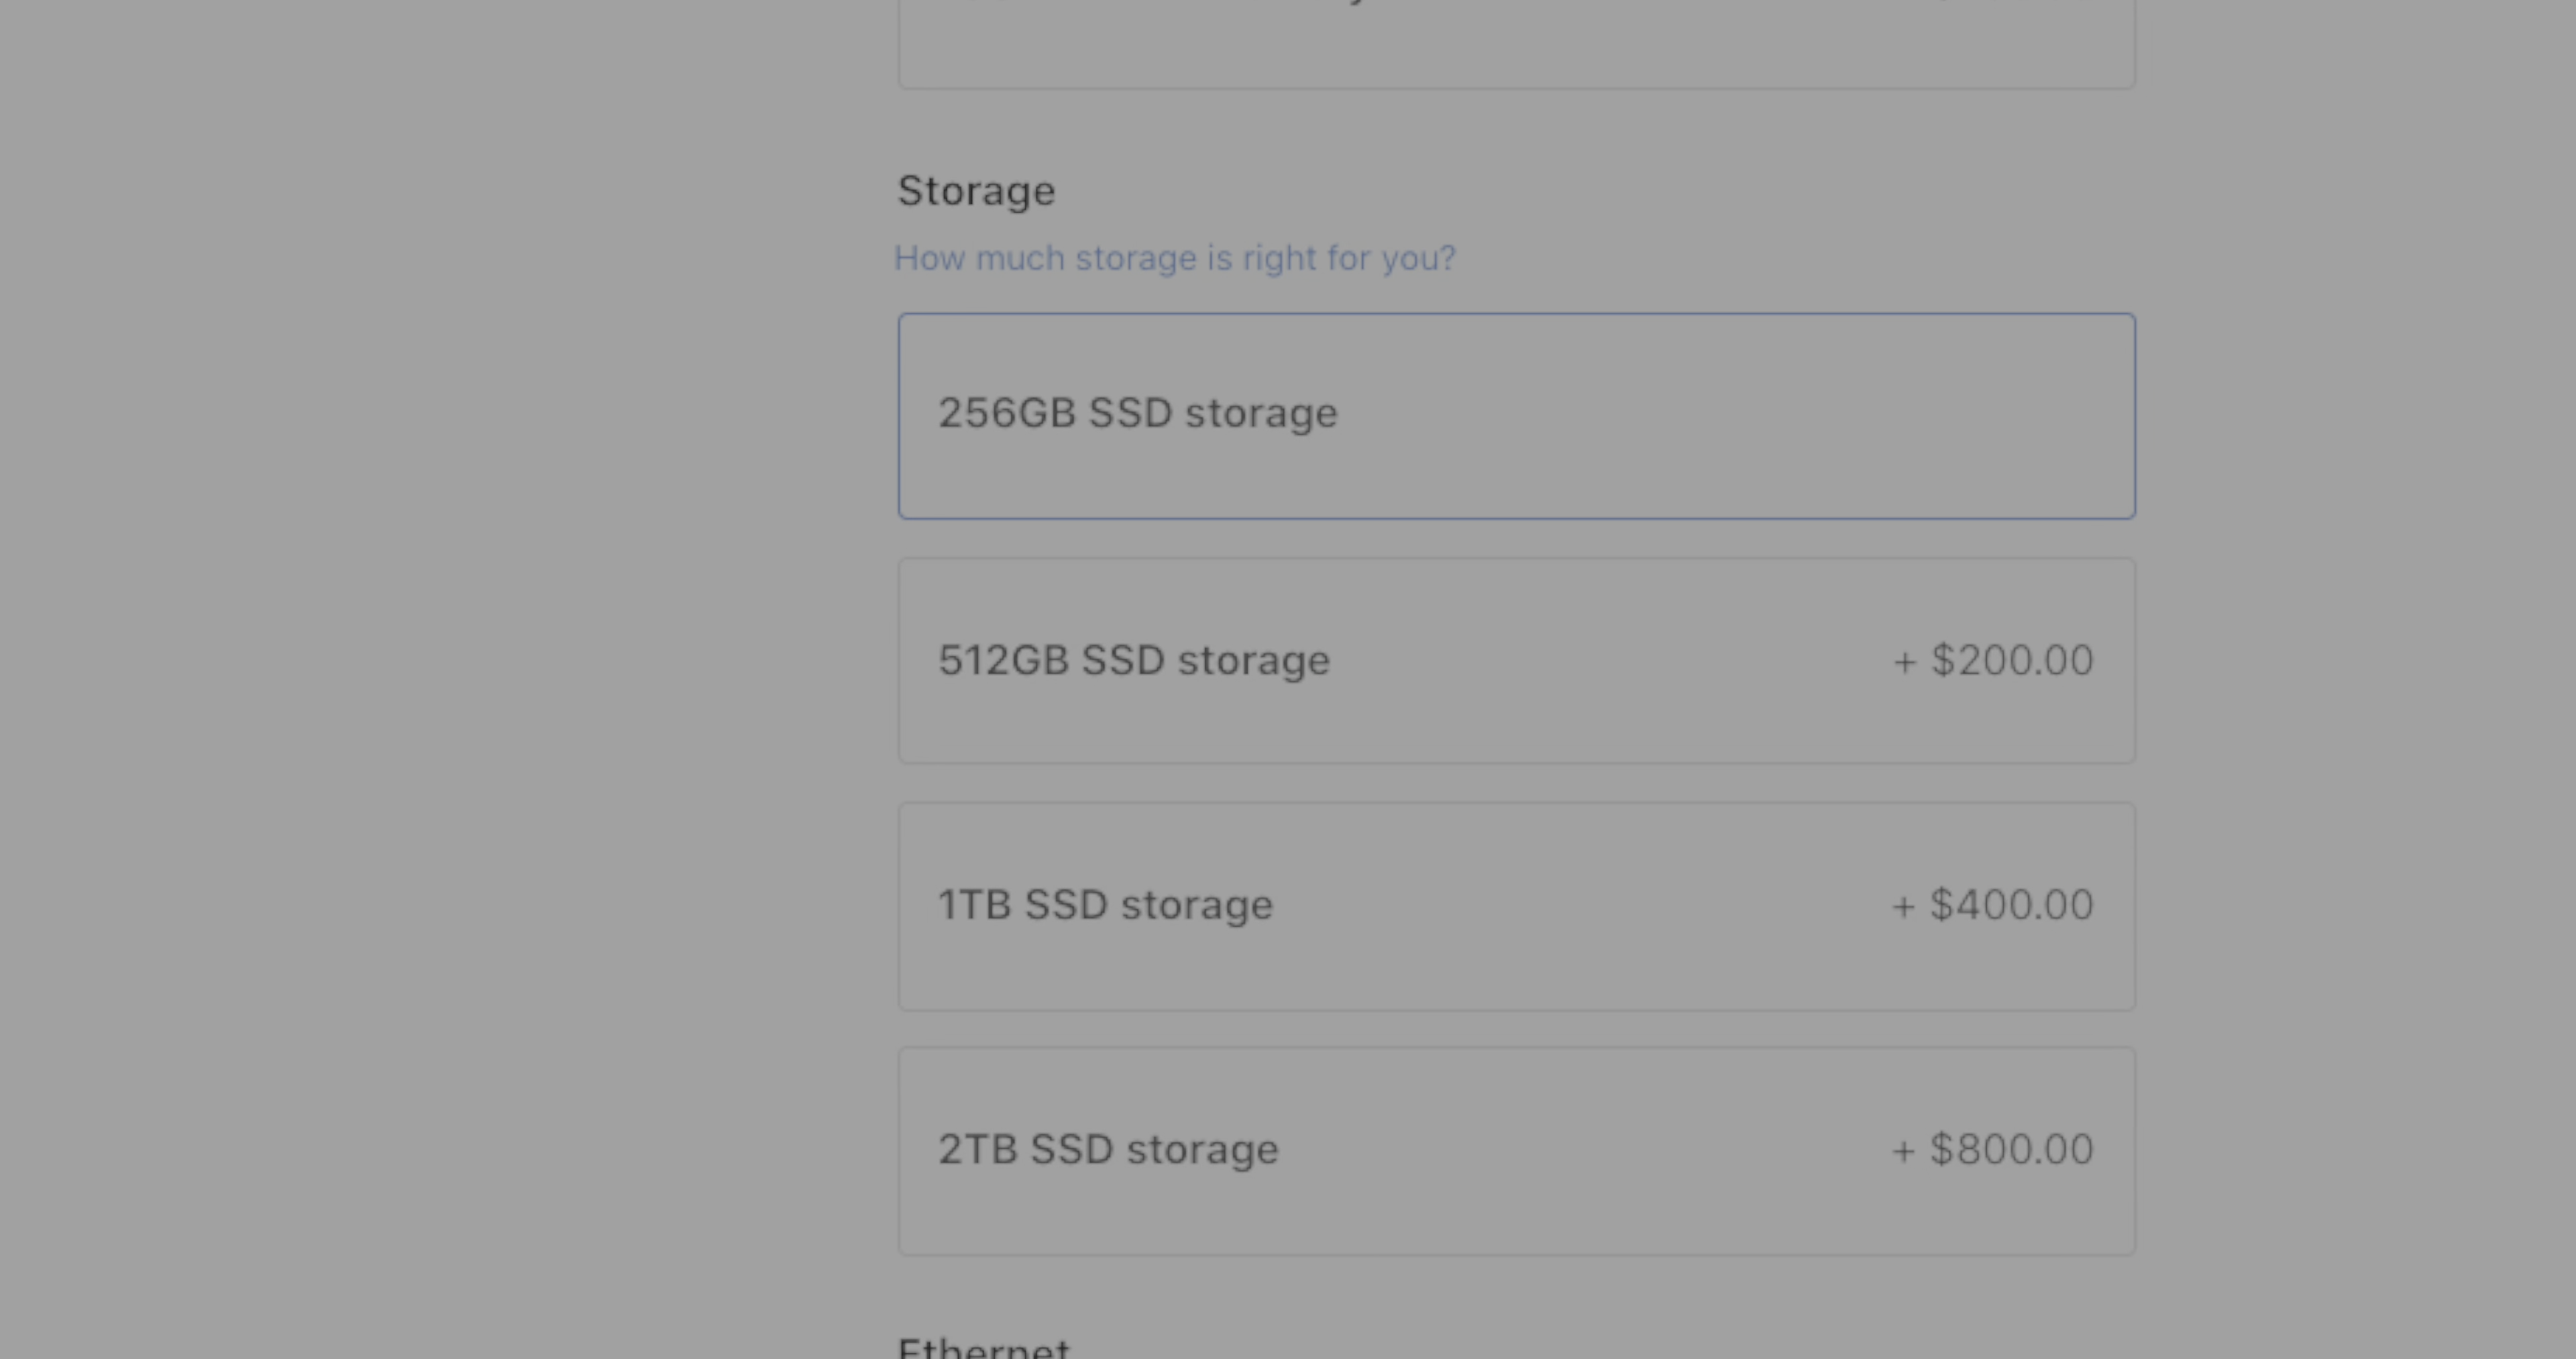 Storage
How much storage is right for you?
256GB SSD storage
512GB SSD storage + $200.00
1TB SSD storage + $400.00
2TB SSD storage + $800.00
Ethernet